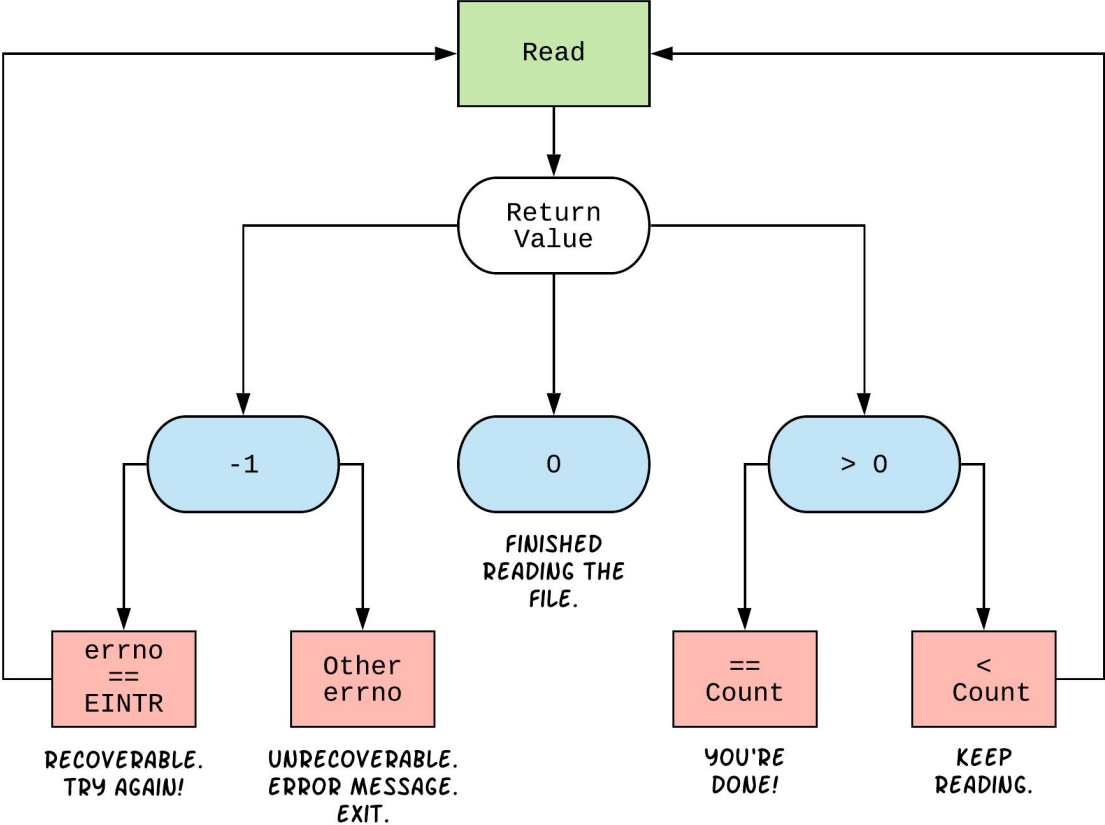 Read
Return
Value
-1
0
> 0
FINISHED
READING THE
FILE.
errno
==
EINTR
Other
errno
==
Count
<
Count
RECOVERABLE.
TRY AGAIN!
UNRECOVERABLE.
ERROR MESSAGE.
EXIT.
YOU'RE
DONE!
KEEP
READING.